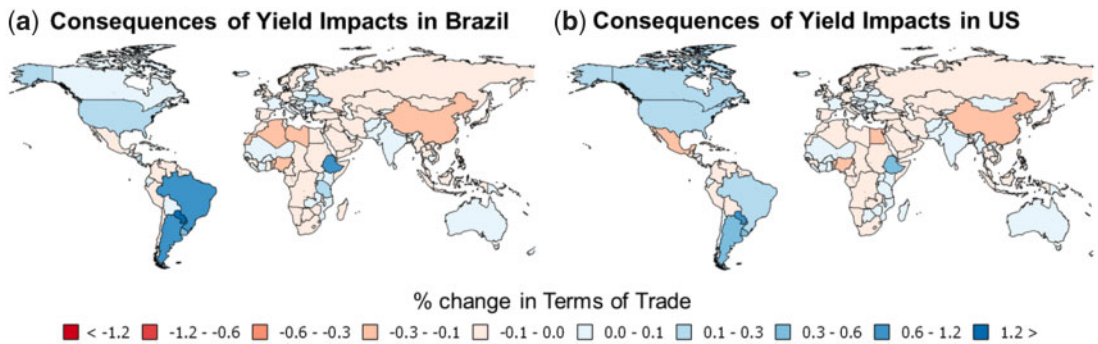 (a) Consequences of Yield Impacts in Brazil
(b) Consequences of Yield Impacts in US
% change in Terms of Trade
< -1.2 -1.2 - -0.6 -0.6 - -0.3 -0.3 - -0.1 -0.1 - 0.0 0.0 - 0.1 0.1 - 0.3 0.3 - 0.6 0.6 - 1.2 1.2 >